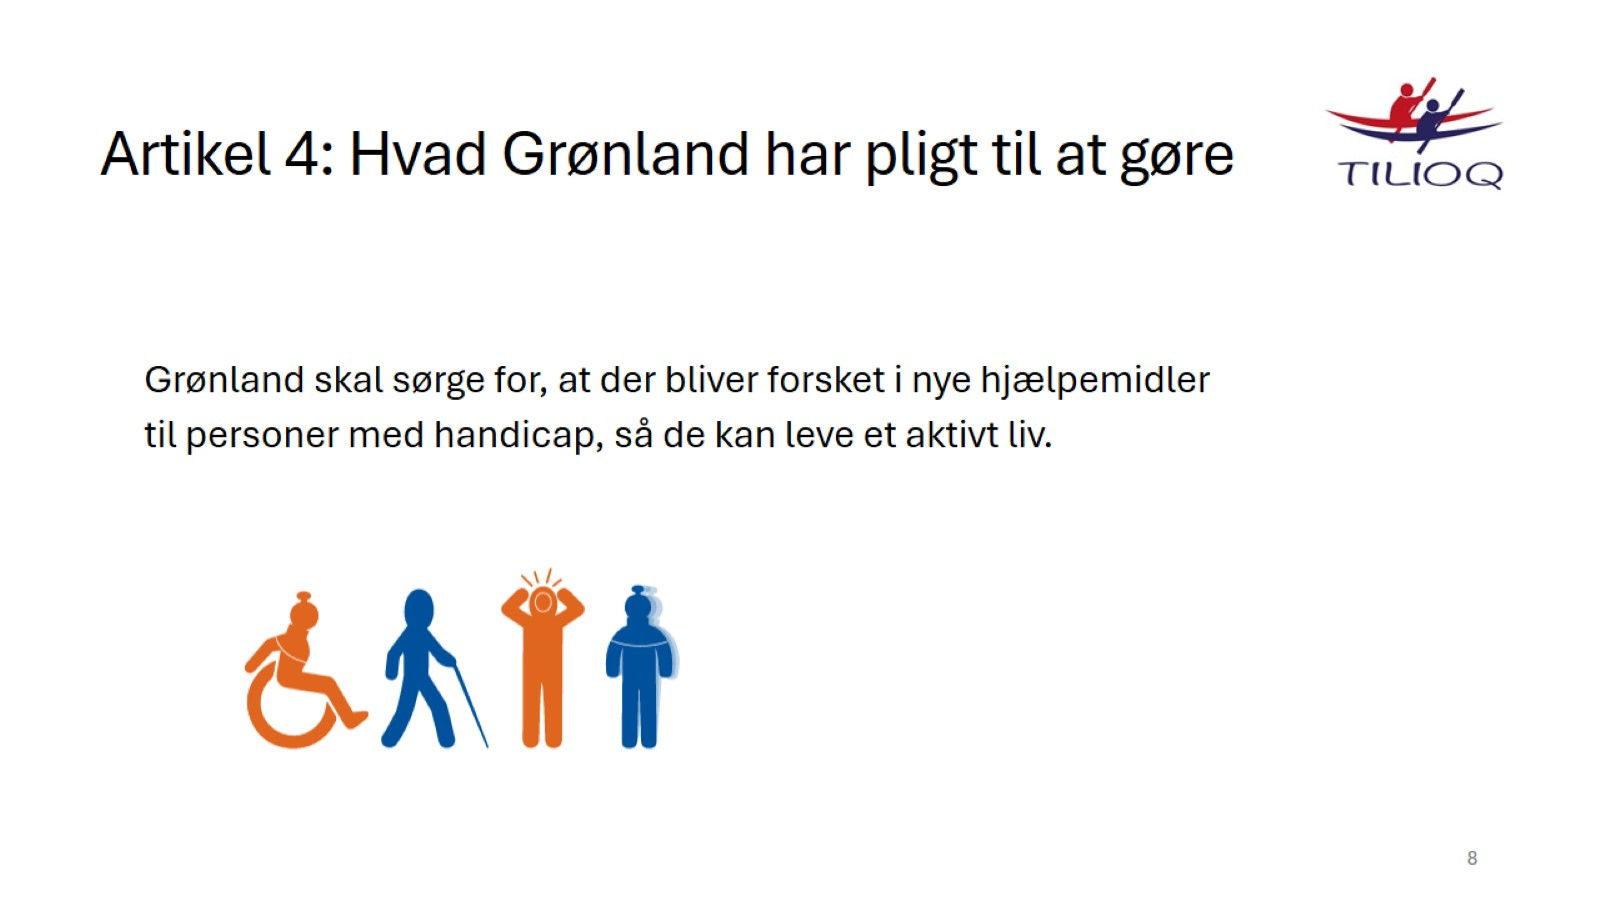 Artikel 4: Hvad Grønland har pligt til at gøre
TILIOQ
Grønland skal sørge for, at der bliver forsket i nye hjælpemidler
til personer med handicap, så de kan leve et aktivt liv.
8